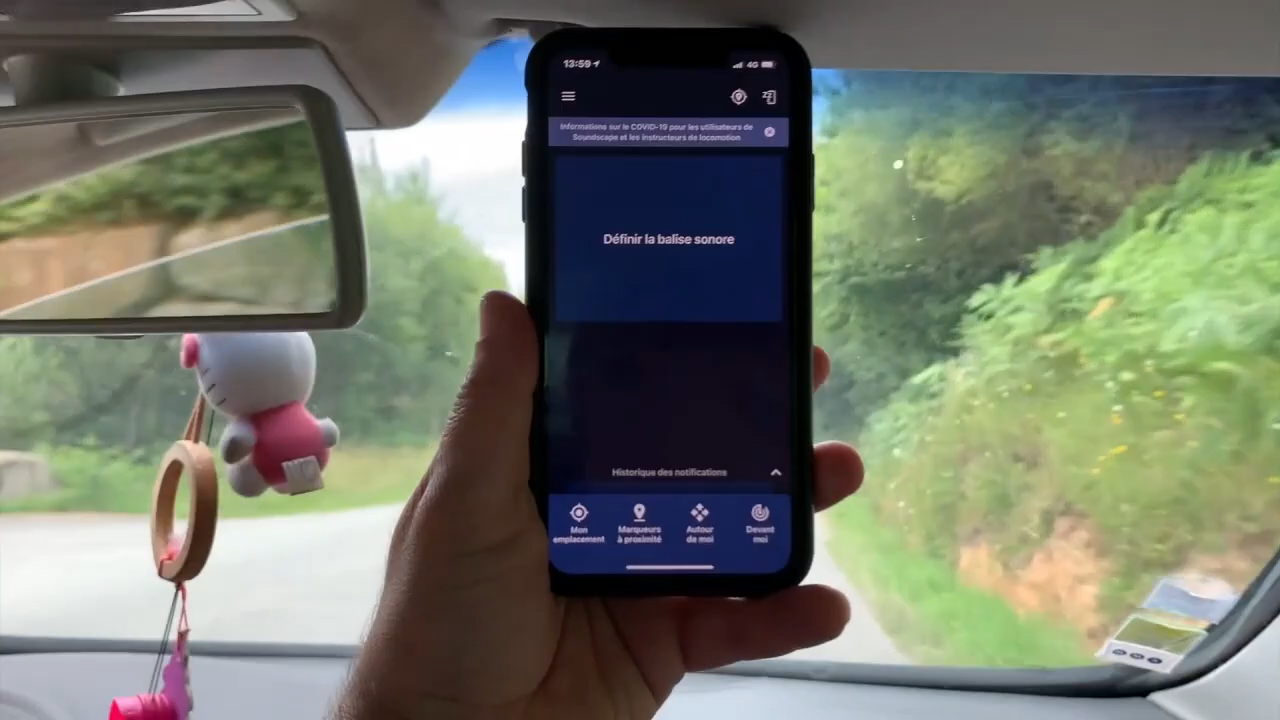 13:59
4G
Informations sur le COVID-19 pour les utilisateurs de
Soundscape et les instructeurs de locomotion
Définir la balise sonore
Historique des notifications
Mon
emplacement
Marqueurs
à proximité
Autour
de moi
Devant
moi